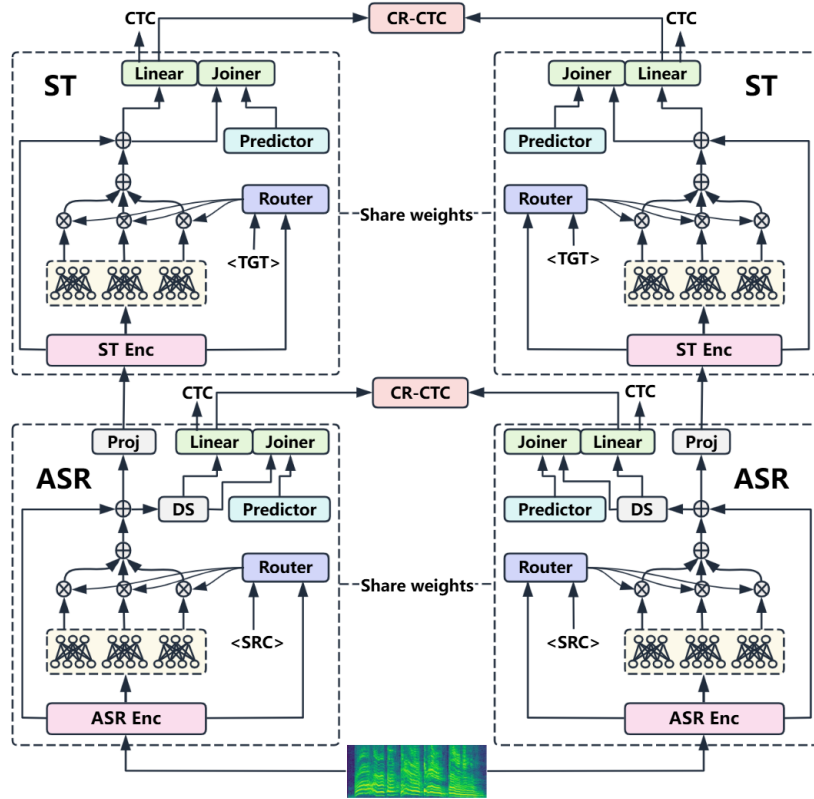 CTC CR-CTC CTC
Linear Joiner Joiner Linear
ST ST
Predictor Predictor
Router Router
Share weights
<TGT> <TGT>
ST Enc ST Enc
CTC CR-CTC CTC
Proj Linear Joiner Joiner Linear Proj
ASR ASR
DS Predictor Predictor DS
Router Router
Share weights
<SRC> <SRC>
ASR Enc ASR Enc